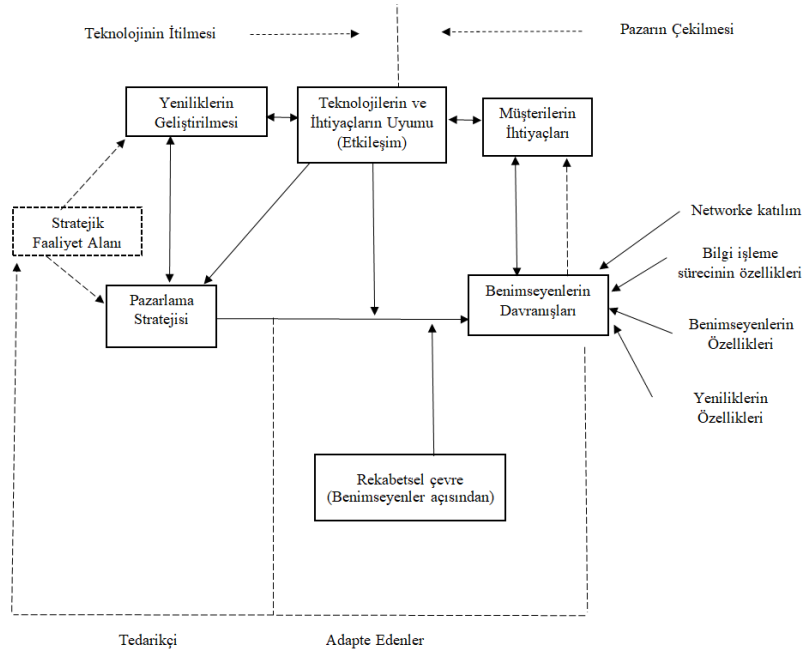 Teknolojinin İtilmesi
Pazarın Çekilmesi
Yeniliklerin
Geliştirilmesi
Teknolojilerin ve
İhtiyaçların Uyumu
(Etkileşim)
Müşterilerin
İhtiyaçları
Stratejik
Faaliyet Alanı
Networke katılım
Bilgi işleme
sürecinin özellikleri
Pazarlama
Stratejisi
Benimseyenlerin
Davranışları
Benimseyenlerin
Özellikleri
Yeniliklerin
Özellikleri
Rekabetsel çevre
(Benimseyenler açısından)
Tedarikçi
Adapte Edenler